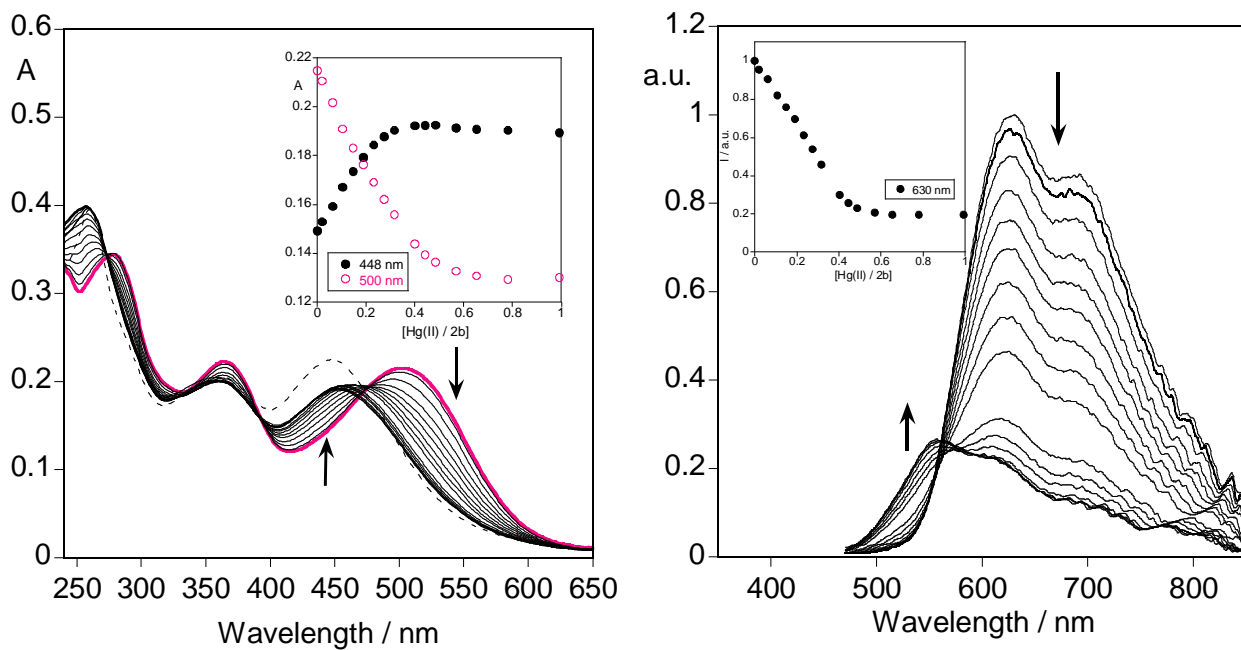 0.6
A
0.5
0.4
0.3
0.2
0.1
0
250 300 350 400 450 500 550 600 650
Wavelength / nm
0.22
A
0.2
0.18
0.16
0.14
0.12
0 0.2 0.4 0.6 0.8 1
[Hg(II) / 2b]
448 nm
500 nm
1.2
a.u.
1
0.8
0.6
0.4
0.2
0
400 500 600 700 800
Wavelength / nm
1
0.8
I / a.u.
0.6
0.4
0.2
0
0 0.2 0.4 0.6 0.8 1
[Hg(II) / 2b]
630 nm